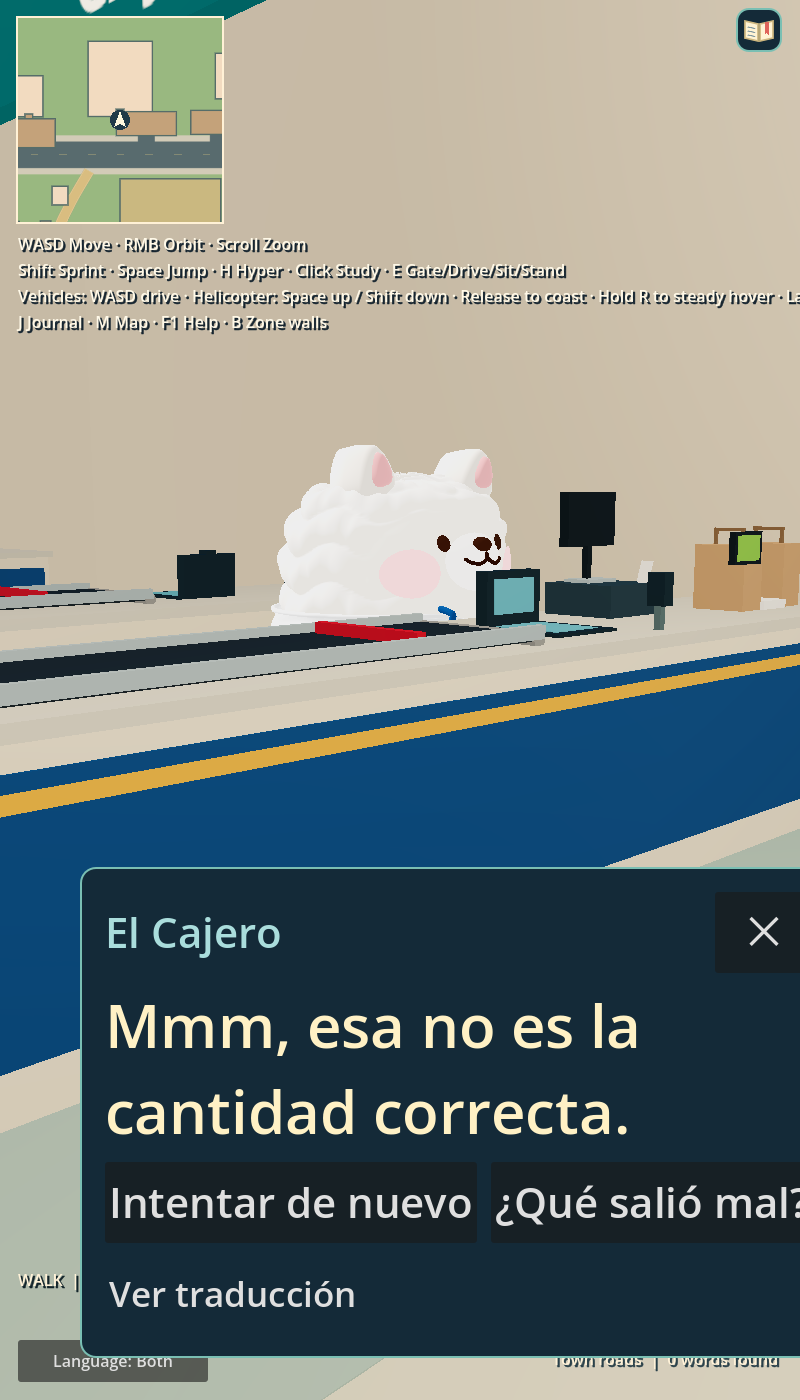 WASD Move · RMB Orbit · Scroll Zoom
Shift Sprint · Space Jump · H Hyper · Click Study · E Gate/Drive/Sit/Stand
Vehicles: WASD drive · Helicopter: Space up / Shift down · Release to coast · Hold R to steady hover ·
J Journal · M Map · F1 Help · B Zone walls
El Cajero
Mmm, esa no es la
cantidad correcta.
Intentar de nuevo
¿Qué salió mal?
Ver traducción
WALK |
Language: Both
Town roads | 0 words found